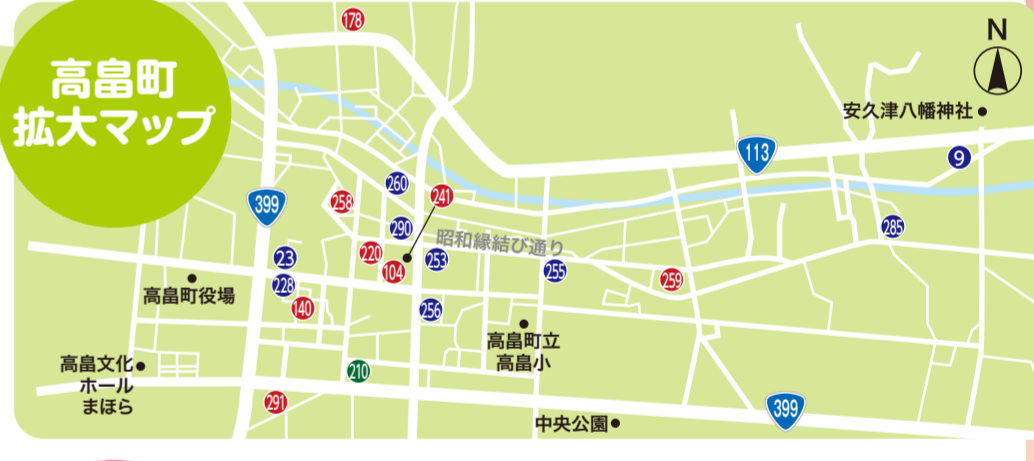 高畠町
拡大マップ
178
N
安久津八幡神社
113
9
260
241
258
399
290
285
昭和縁結び通り
220
253
23
104
255
259
228
高畠町役場
140
256
高畠町立
高畠小
高畠文化
ホール
まほら
210
291
399
中央公園